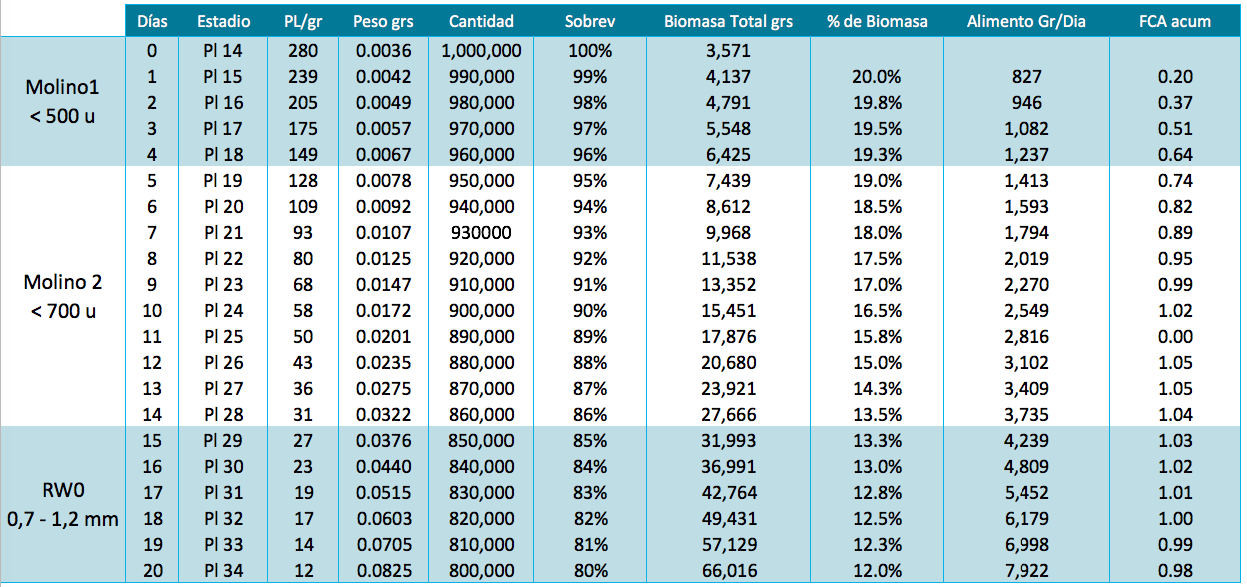 Días Estadio PL/gr Peso grs Cantidad Sobrev Biomasa Total grs % de Biomasa Alimento Gr/Dia FCA acum
Molino1
< 500 u
0 Pl 14 280 0.0036 1,000,000 100% 3,571
1 Pl 15 239 0.0042 990,000 99% 4,137 20.0% 827 0.20
2 Pl 16 205 0.0049 980,000 98% 4,791 19.8% 946 0.37
3 Pl 17 175 0.0057 970,000 97% 5,548 19.5% 1,082 0.51
4 Pl 18 149 0.0067 960,000 96% 6,425 19.3% 1,237 0.64
Molino 2
< 700 u
5 Pl 19 128 0.0078 950,000 95% 7,439 19.0% 1,413 0.74
6 Pl 20 109 0.0092 940,000 94% 8,612 18.5% 1,593 0.82
7 Pl 21 93 0.0107 930000 93% 9,968 18.0% 1,794 0.89
8 Pl 22 80 0.0125 920,000 92% 11,538 17.5% 2,019 0.95
9 Pl 23 68 0.0147 910,000 91% 13,352 17.0% 2,270 0.99
10 Pl 24 58 0.0172 900,000 90% 15,451 16.5% 2,549 1.02
11 Pl 25 50 0.0201 890,000 89% 17,876 15.8% 2,816 0.00
12 Pl 26 43 0.0235 880,000 88% 20,680 15.0% 3,102 1.05
13 Pl 27 36 0.0275 870,000 87% 23,921 14.3% 3,409 1.05
14 Pl 28 31 0.0322 860,000 86% 27,666 13.5% 3,735 1.04
RW0
0,7 - 1,2 mm
15 Pl 29 27 0.0376 850,000 85% 31,993 13.3% 4,239 1.03
16 Pl 30 23 0.0440 840,000 84% 36,991 13.0% 4,809 1.02
17 Pl 31 19 0.0515 830,000 83% 42,764 12.8% 5,452 1.01
18 Pl 32 17 0.0603 820,000 82% 49,431 12.5% 6,179 1.00
19 Pl 33 14 0.0705 810,000 81% 57,129 12.3% 6,998 0.99
20 Pl 34 12 0.0825 800,000 80% 66,016 12.0% 7,922 0.98